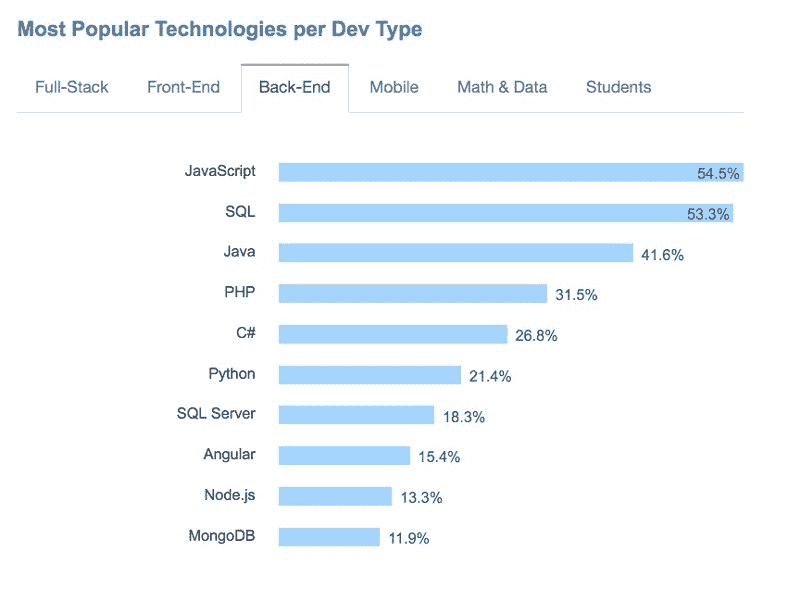 Most Popular Technologies per Dev Type
Full-Stack Front-End Back-End Mobile Math & Data Students
JavaScript 54.5%
SQL 53.3%
Java 41.6%
PHP 31.5%
C# 26.8%
Python 21.4%
SQL Server 18.3%
Angular 15.4%
Node.js 13.3%
MongoDB 11.9%